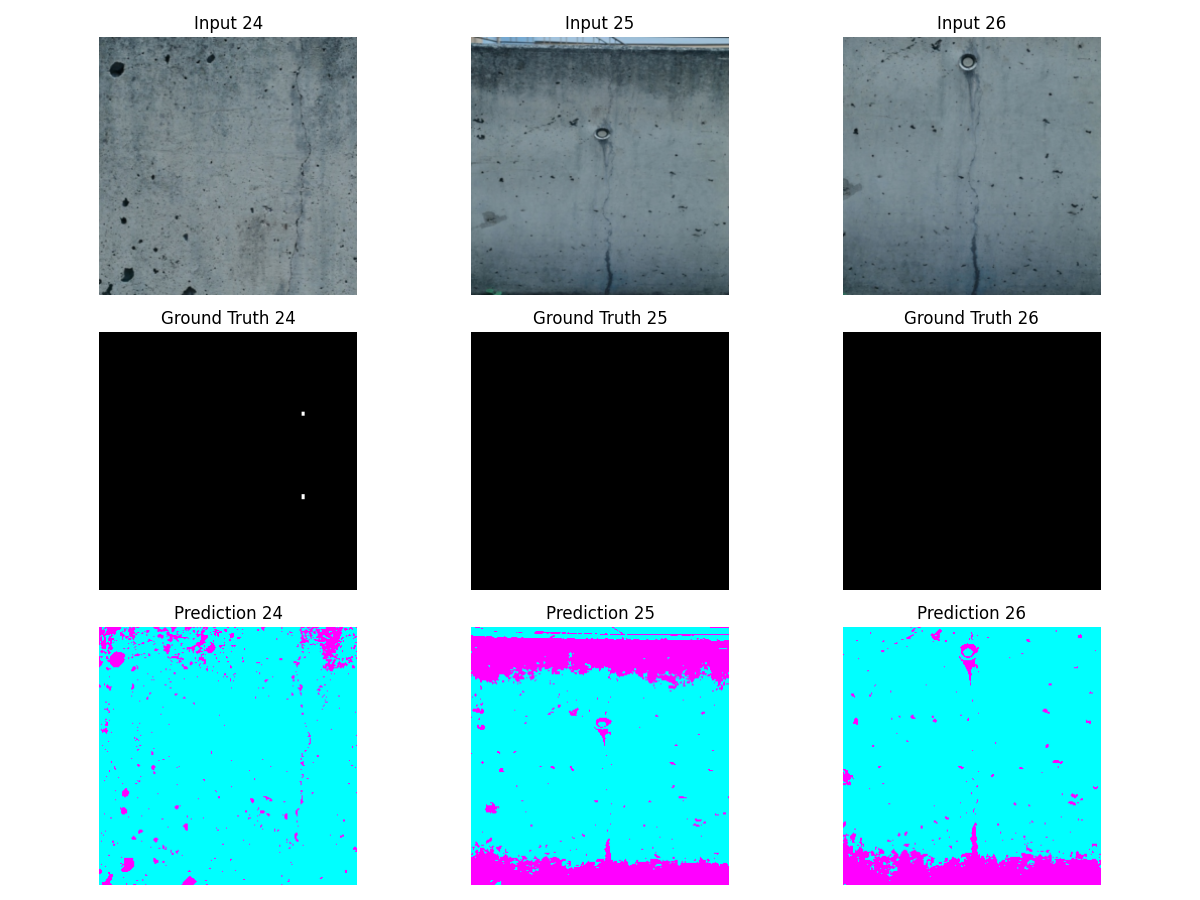 Input 24
Input 25
Input 26
Ground Truth 24
Ground Truth 25
Ground Truth 26
Prediction 24
Prediction 25
Prediction 26